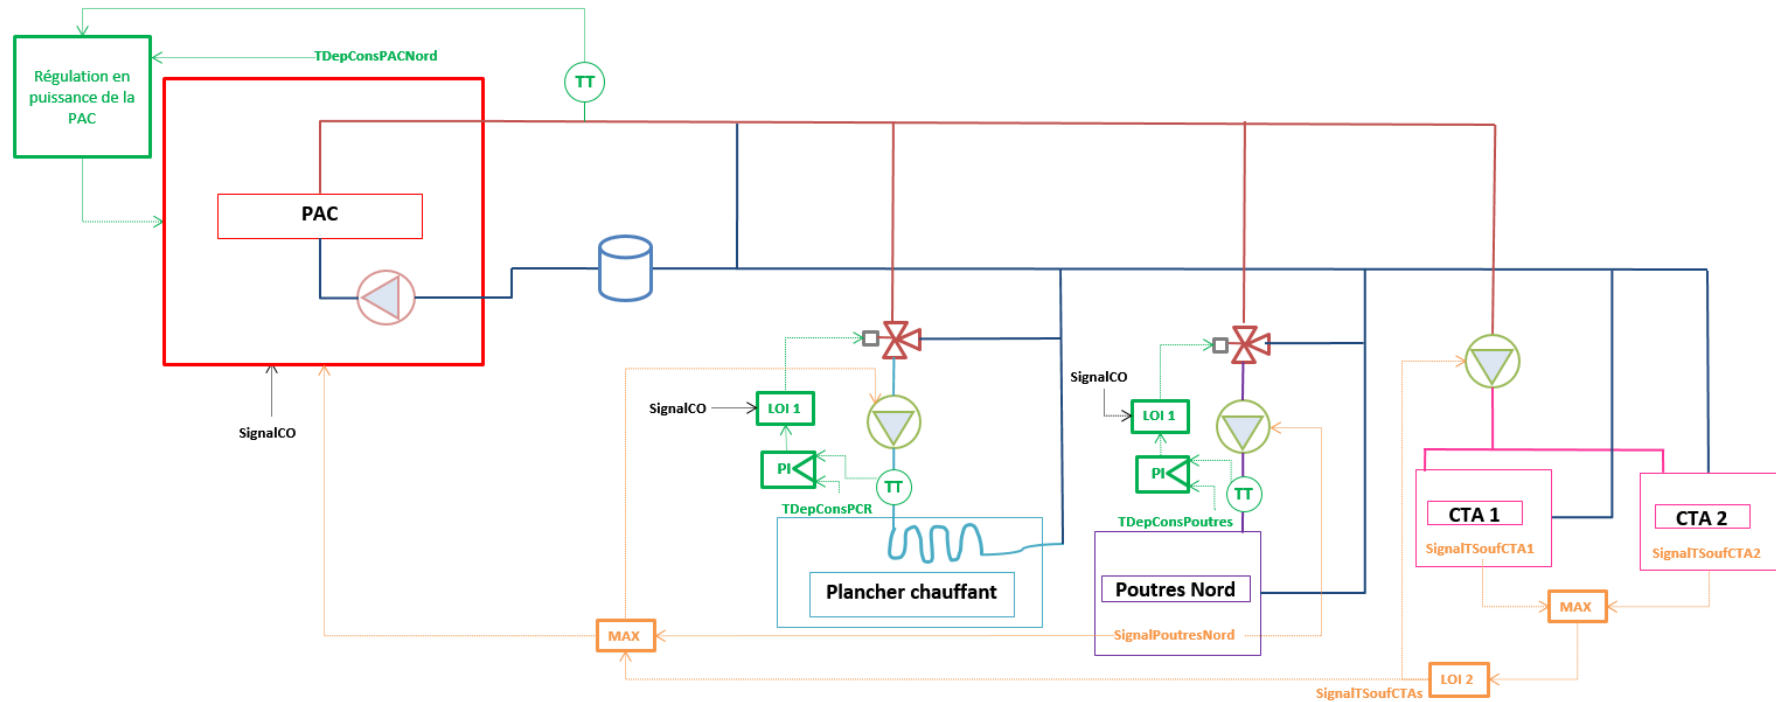 TDepConsPACNord
Régulation en
puissance de la
PAC
TT
PAC
SignalCO
SignalCO
LOI 1
PI
TT
TDepConsPCR
Plancher chauffant
SignalCO
LOI 1
PI
TT
TDepConsPoutres
Poutres Nord
SignalPoutresNord
MAX
CTA 1
SignalTSoufCTA1
CTA 2
SignalTSoufCTA2
MAX
LOI 2
SignalTSoufCTAs